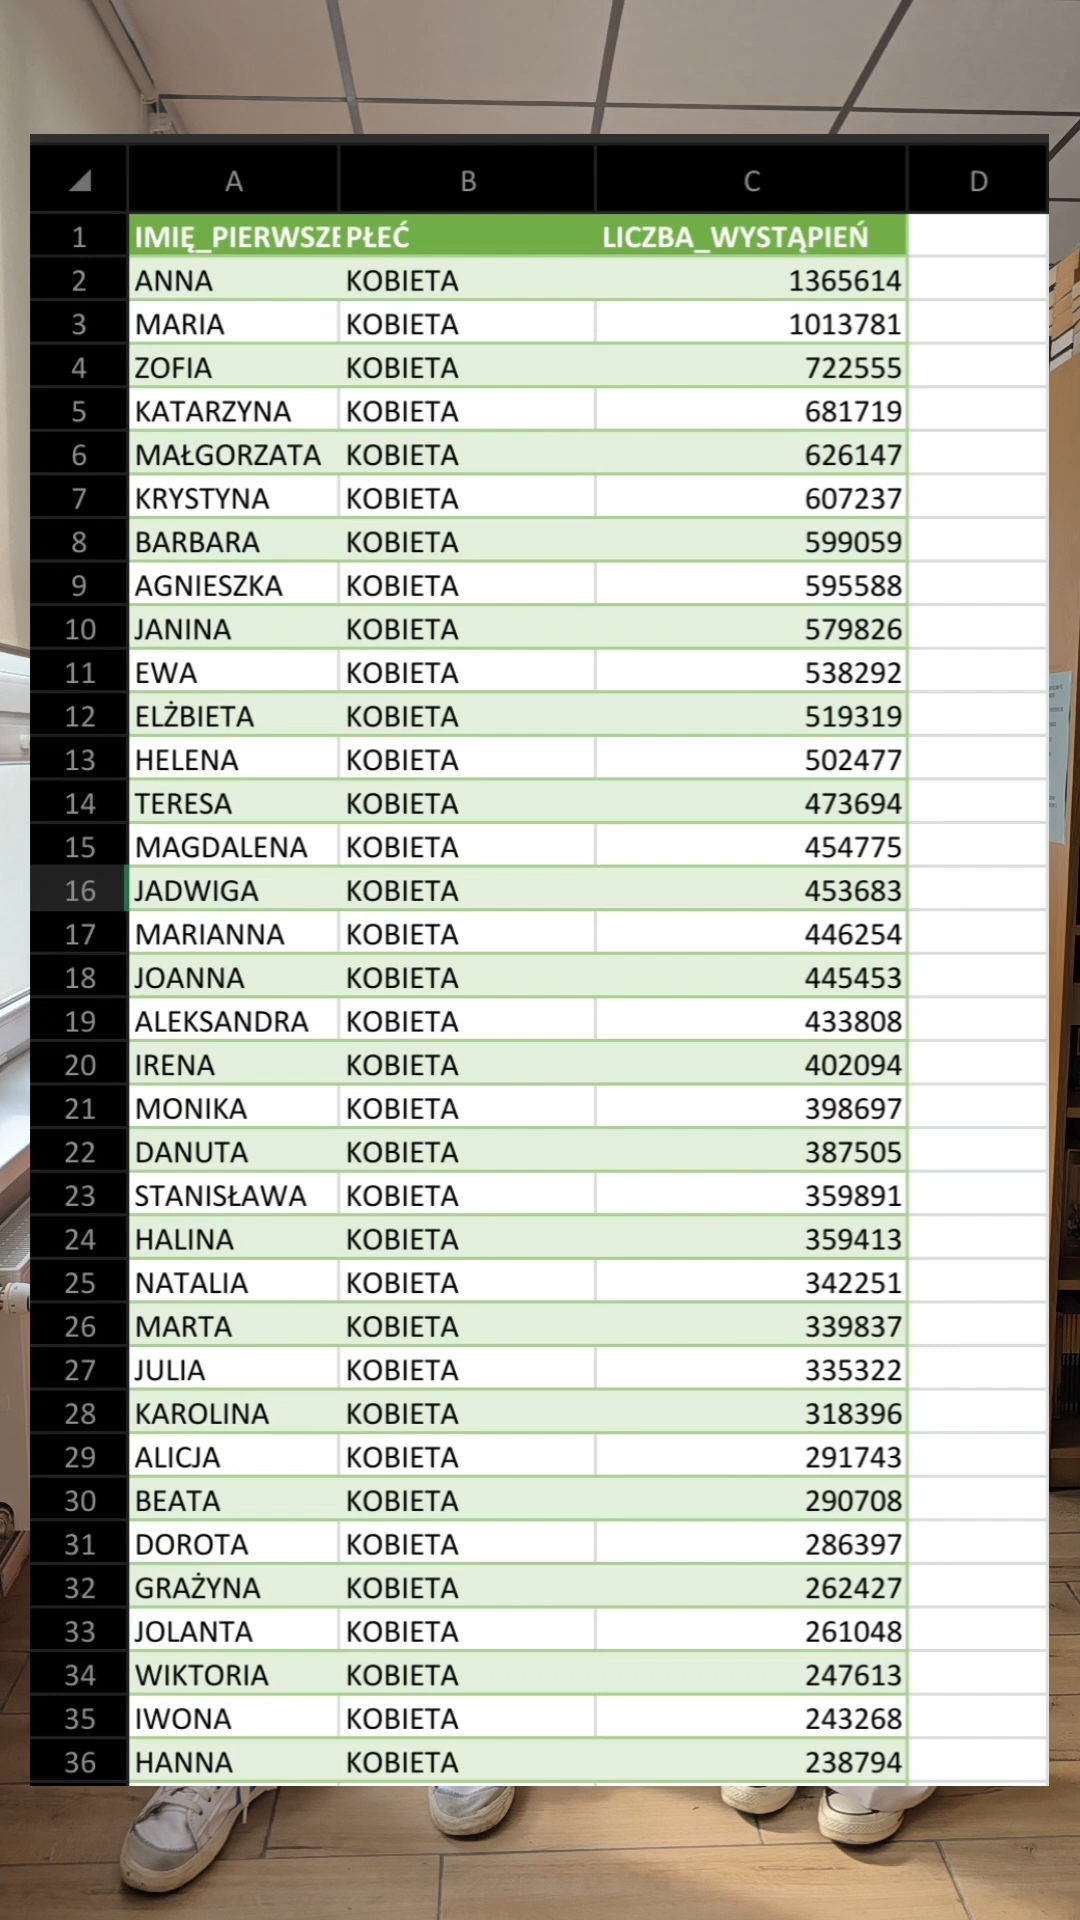 A B C D
1 IMIĘ_PIERWSZE PŁEĆ LICZBA_WYSTĄPIEŃ
2 ANNA KOBIETA 1365614
3 MARIA KOBIETA 1013781
4 ZOFIA KOBIETA 722555
5 KATARZYNA KOBIETA 681719
6 MAŁGORZATA KOBIETA 626147
7 KRYSTYNA KOBIETA 607237
8 BARBARA KOBIETA 599059
9 AGNIESZKA KOBIETA 595588
10 JANINA KOBIETA 579826
11 EWA KOBIETA 538292
12 ELŻBIETA KOBIETA 519319
13 HELENA KOBIETA 502477
14 TERESA KOBIETA 473694
15 MAGDALENA KOBIETA 454775
16 JADWIGA KOBIETA 453683
17 MARIANNA KOBIETA 446254
18 JOANNA KOBIETA 445453
19 ALEKSANDRA KOBIETA 433808
20 IRENA KOBIETA 402094
21 MONIKA KOBIETA 398697
22 DANUTA KOBIETA 387505
23 STANISŁAWA KOBIETA 359891
24 HALINA KOBIETA 359413
25 NATALIA KOBIETA 342251
26 MARTA KOBIETA 339837
27 JULIA KOBIETA 335322
28 KAROLINA KOBIETA 318396
29 ALICJA KOBIETA 291743
30 BEATA KOBIETA 290708
31 DOROTA KOBIETA 286397
32 GRAŻYNA KOBIETA 262427
33 JOLANTA KOBIETA 261048
34 WIKTORIA KOBIETA 247613
35 IWONA KOBIETA 243268
36 HANNA KOBIETA 238794